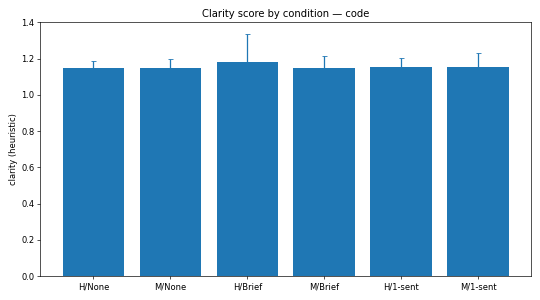 Clarity score by condition — code
clarity (heuristic)
1.4
1.2
1.0
0.8
0.6
0.4
0.2
0.0
H/None M/None H/Brief M/Brief H/1-sent M/1-sent